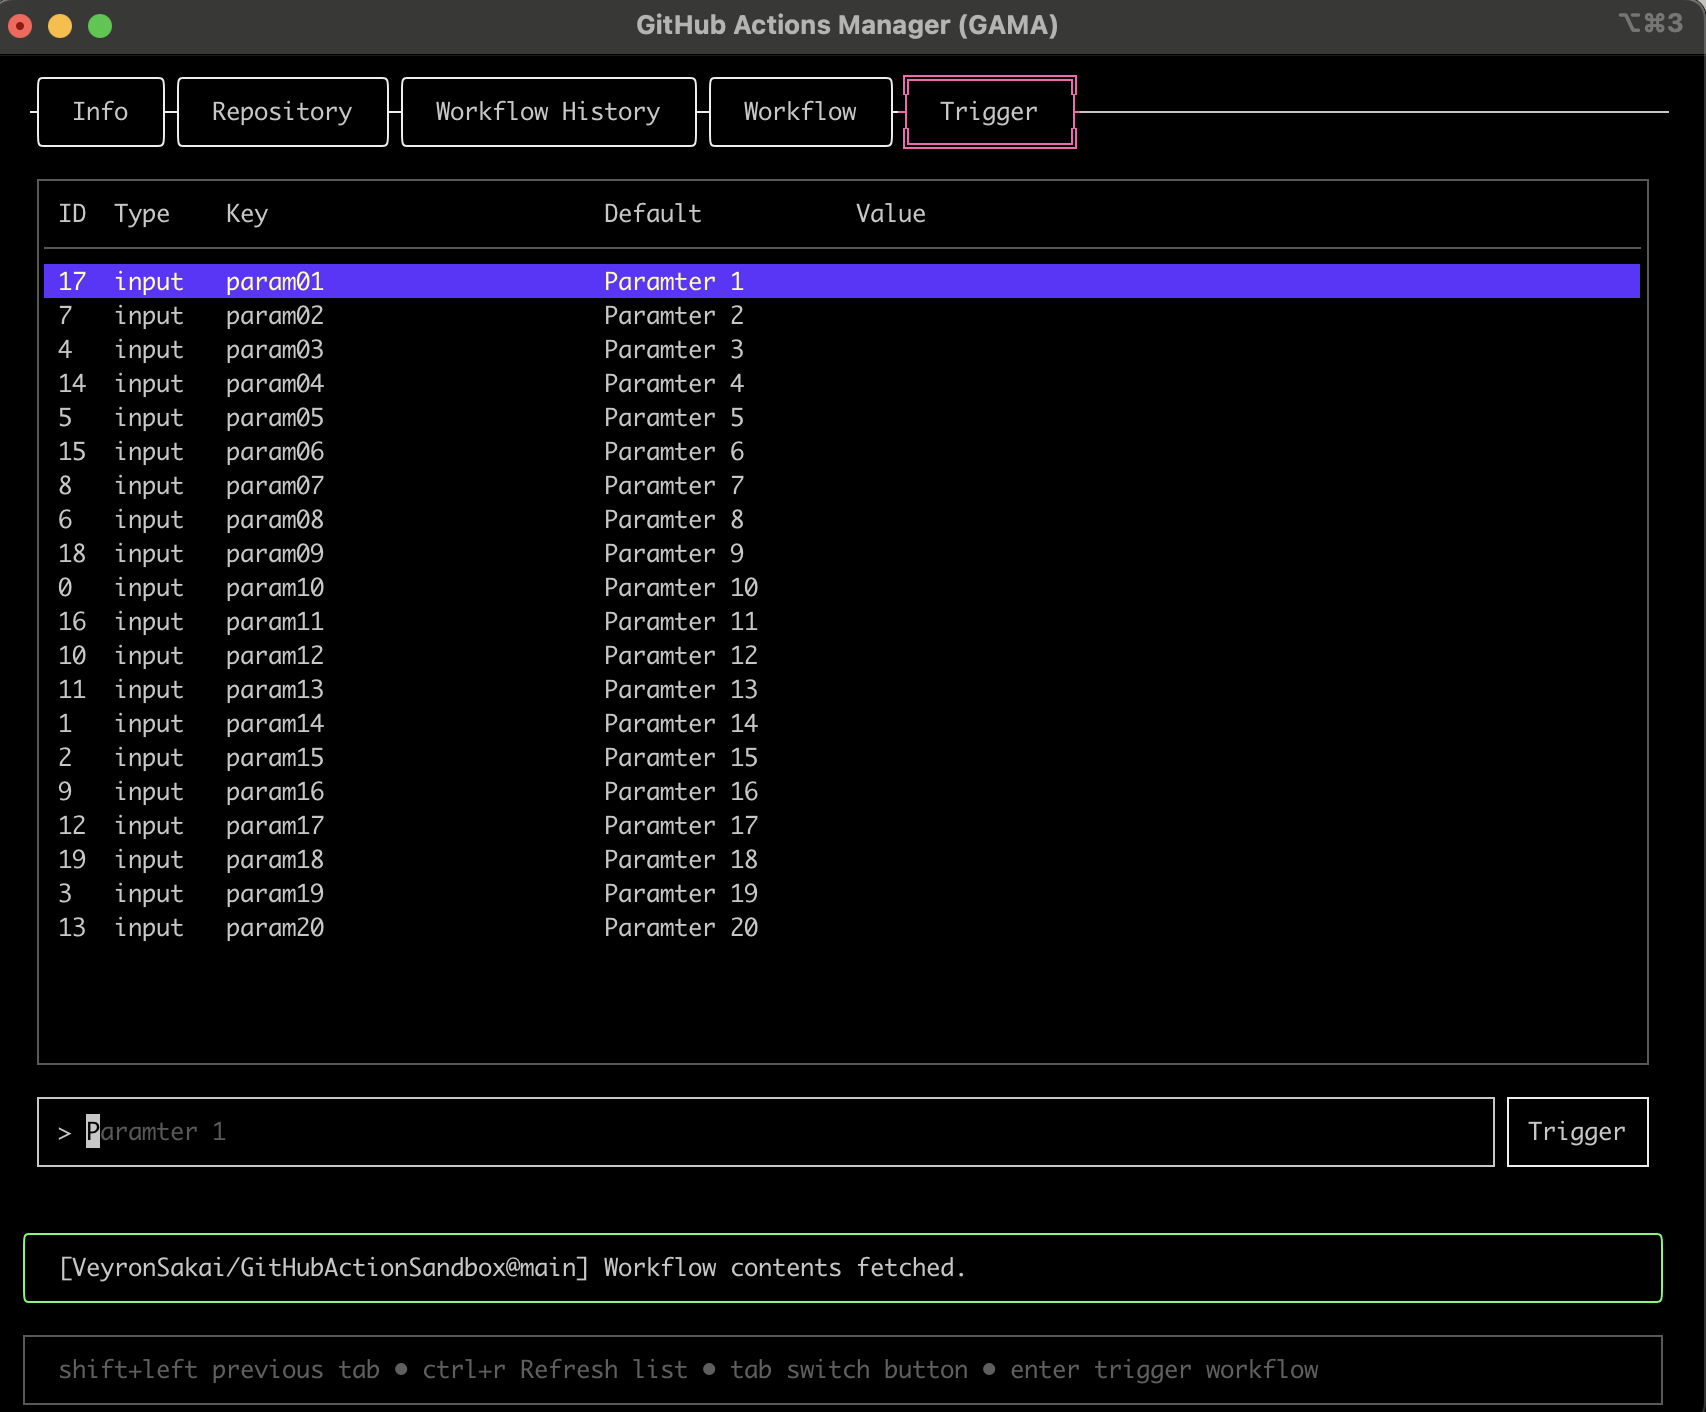 GitHub Actions Manager (GAMA) ⌥⌘3
Info Repository Workflow History Workflow Trigger
ID Type Key Default Value
17 input param01 Paramter 1
7 input param02 Paramter 2
4 input param03 Paramter 3
14 input param04 Paramter 4
5 input param05 Paramter 5
15 input param06 Paramter 6
8 input param07 Paramter 7
6 input param08 Paramter 8
18 input param09 Paramter 9
0 input param10 Paramter 10
16 input param11 Paramter 11
10 input param12 Paramter 12
11 input param13 Paramter 13
1 input param14 Paramter 14
2 input param15 Paramter 15
9 input param16 Paramter 16
12 input param17 Paramter 17
19 input param18 Paramter 18
3 input param19 Paramter 19
13 input param20 Paramter 20
> Paramter 1 Trigger
[VeyronSakai/GitHubActionSandbox@main] Workflow contents fetched.
shift+left previous tab • ctrl+r Refresh list • tab switch button • enter trigger workflow